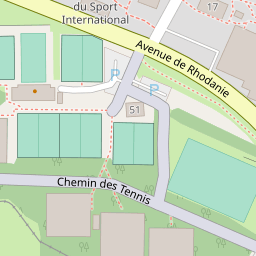 du Sport
International
17
Avenue de Rhodanie
P
P
51
Chemin des Tennis